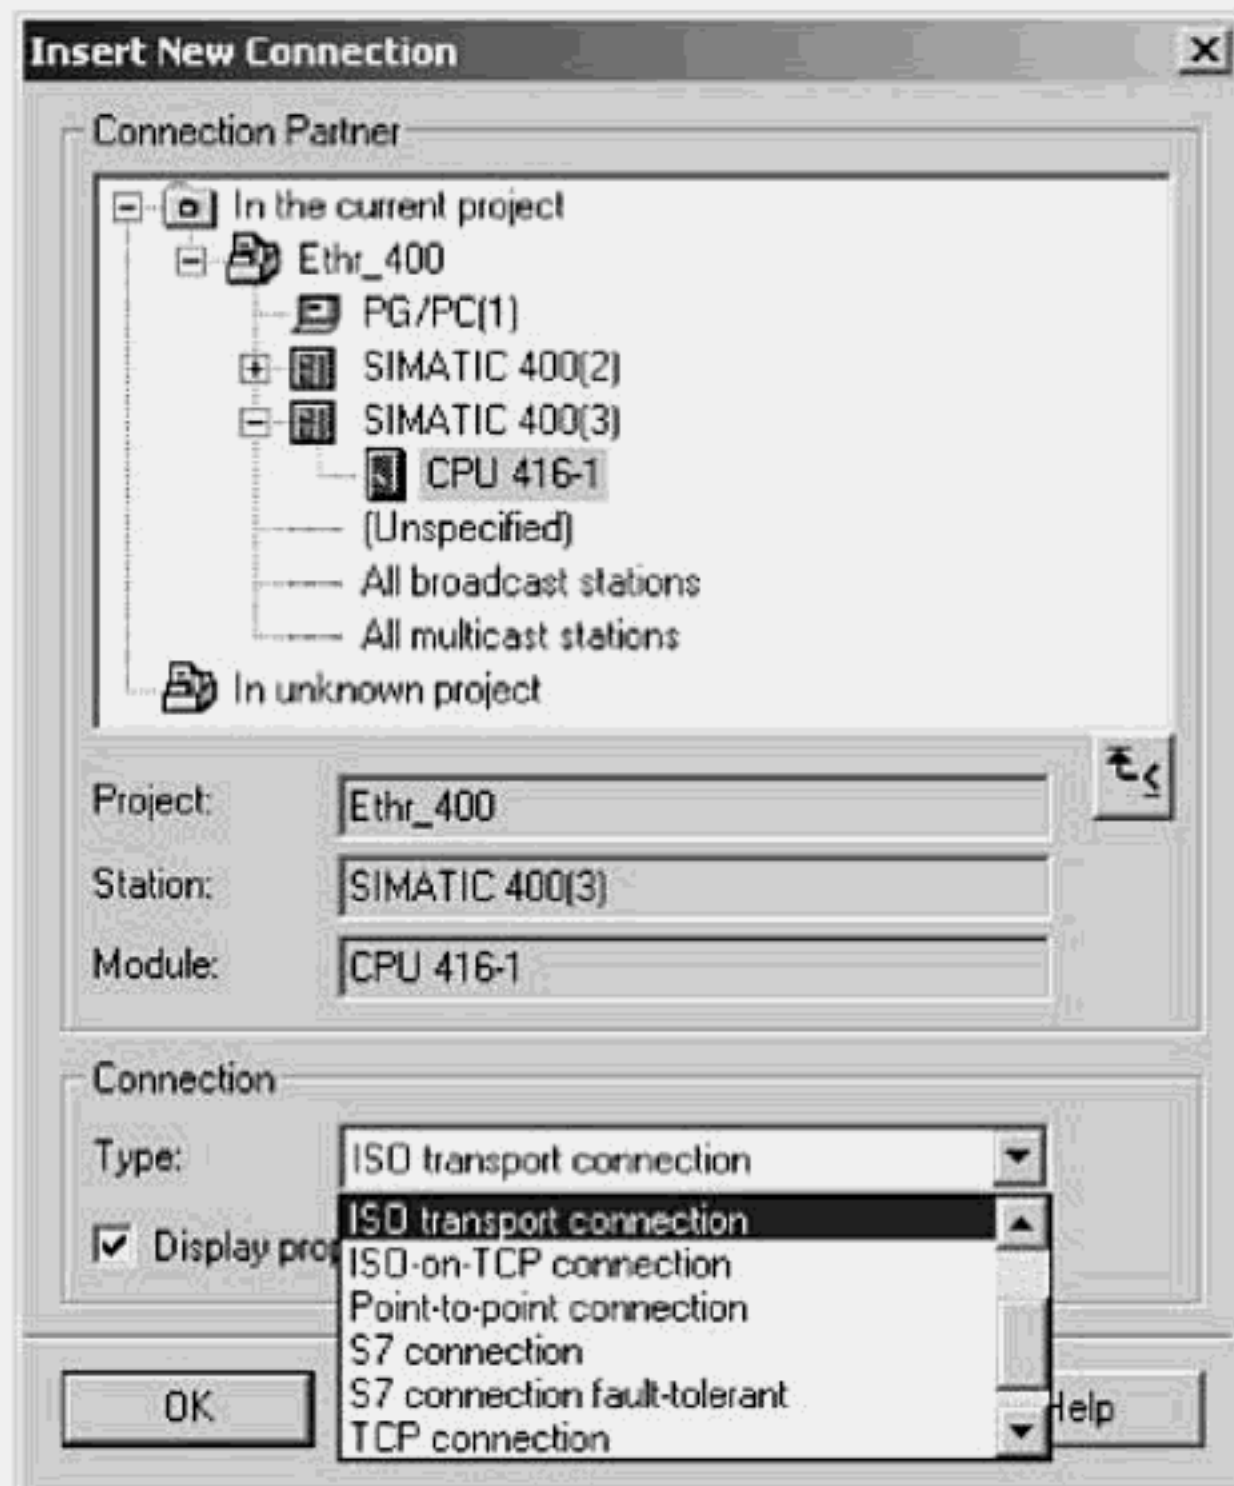 Insert New Connection
Connection Partner
In the current project
Ethr_400
PG/PC(1)
SIMATIC 400(2)
SIMATIC 400(3)
CPU 416-1
(Unspecified)
All broadcast stations
All multicast stations
In unknown project
Project: Ethr_400
Station: SIMATIC 400(3)
Module: CPU 416-1
Connection
Type: ISO transport connection
ISO transport connection
Display prop
ISO-on-TCP connection
Point-to-point connection
S7 connection
S7 connection fault-tolerant
OK
Help
TCP connection